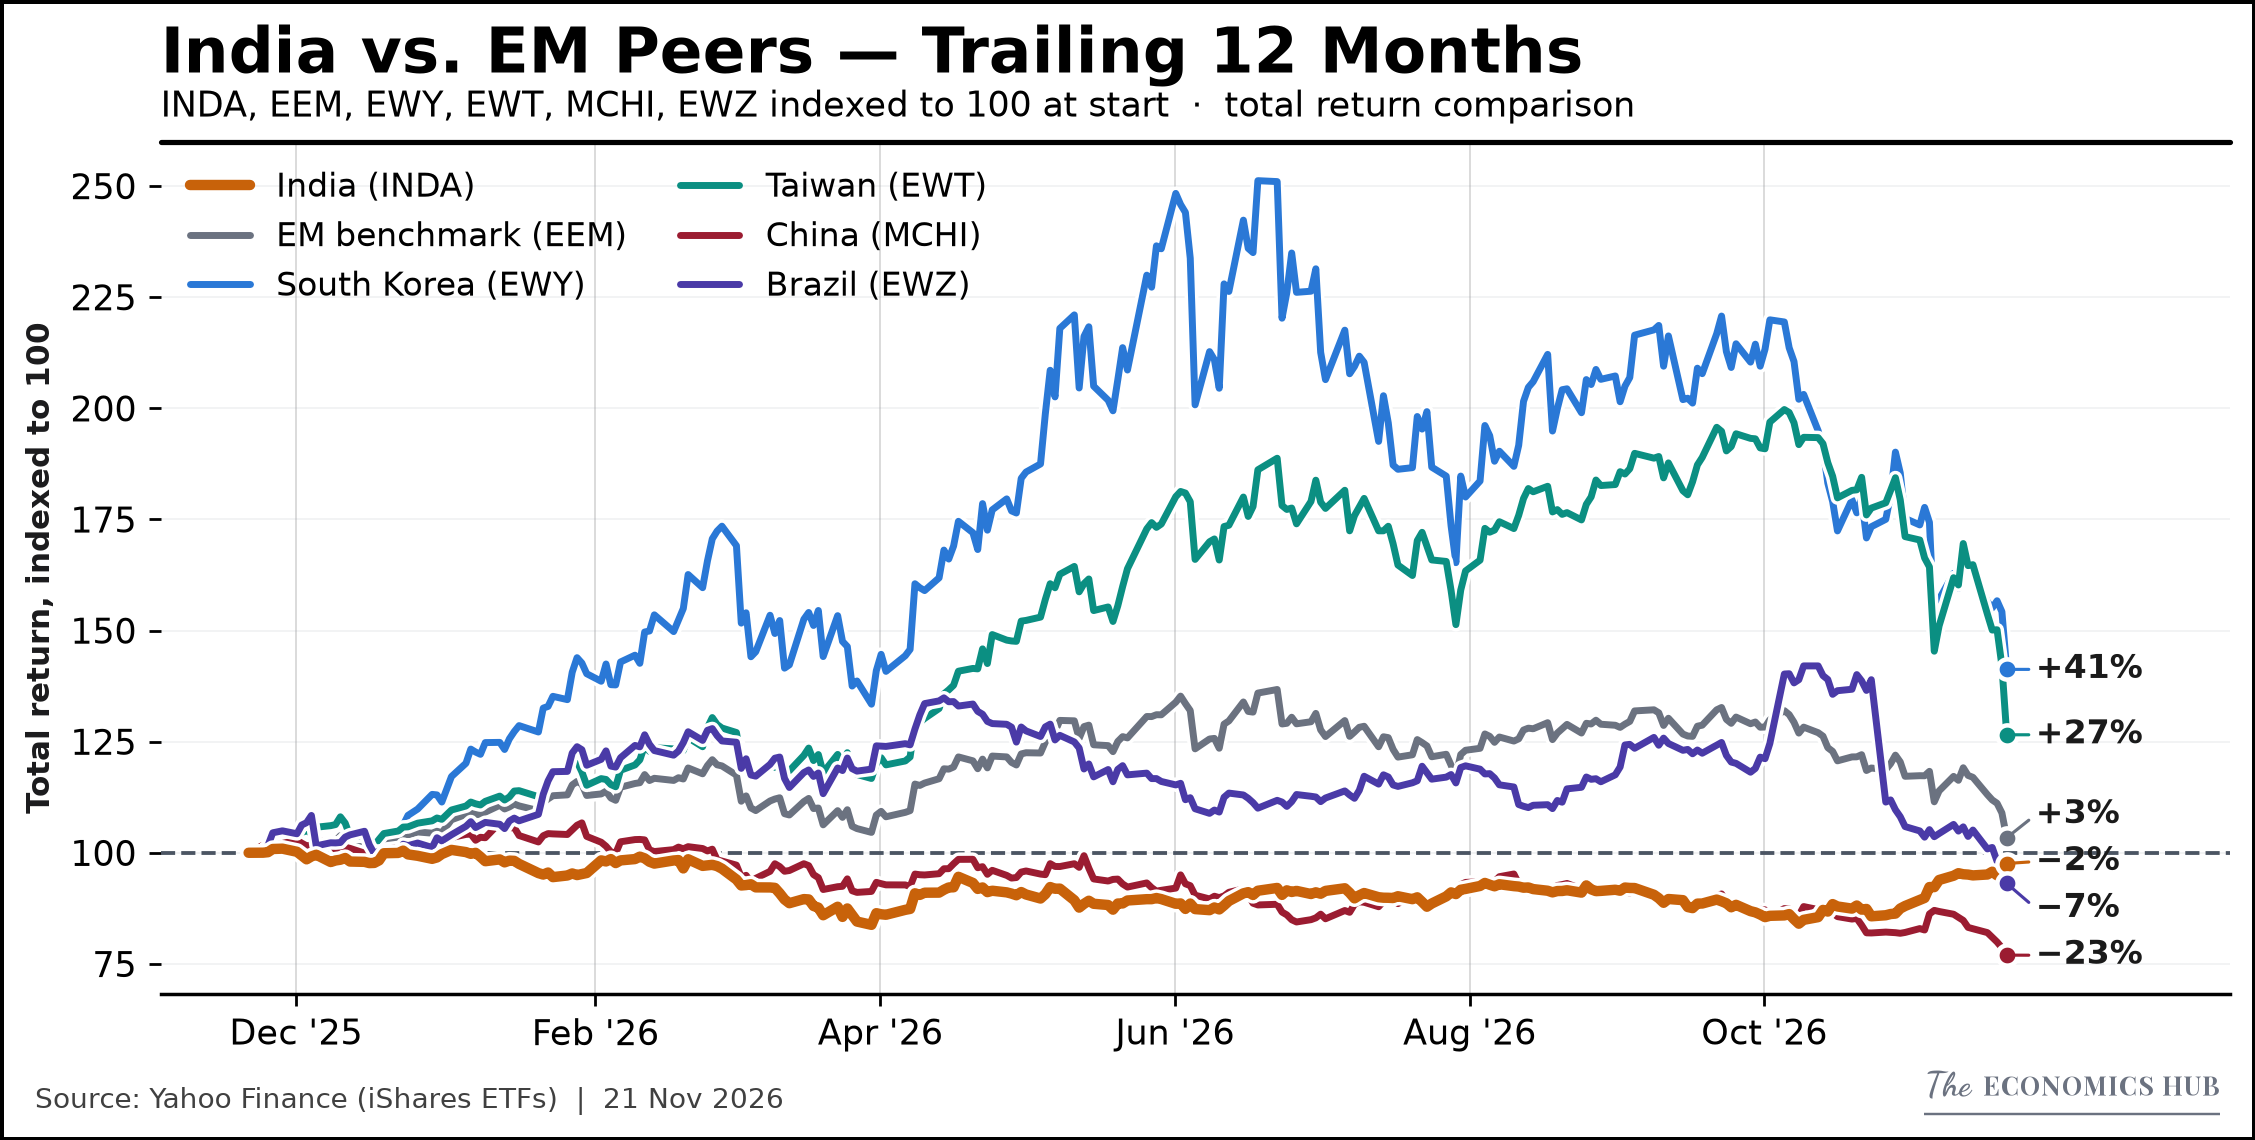 India vs. EM Peers — Trailing 12 Months
INDA, EEM, EWY, EWT, MCHI, EWZ indexed to 100 at start · total return comparison
Total return, indexed to 100
250
225
200
175
150
125
100
75
India (INDA)
EM benchmark (EEM)
South Korea (EWY)
Taiwan (EWT)
China (MCHI)
Brazil (EWZ)
+41%
+27%
+3%
−2%
−7%
−23%
Dec '25
Feb '26
Apr '26
Jun '26
Aug '26
Oct '26
Source: Yahoo Finance (iShares ETFs) | 21 Nov 2026
The ECONOMICS HUB